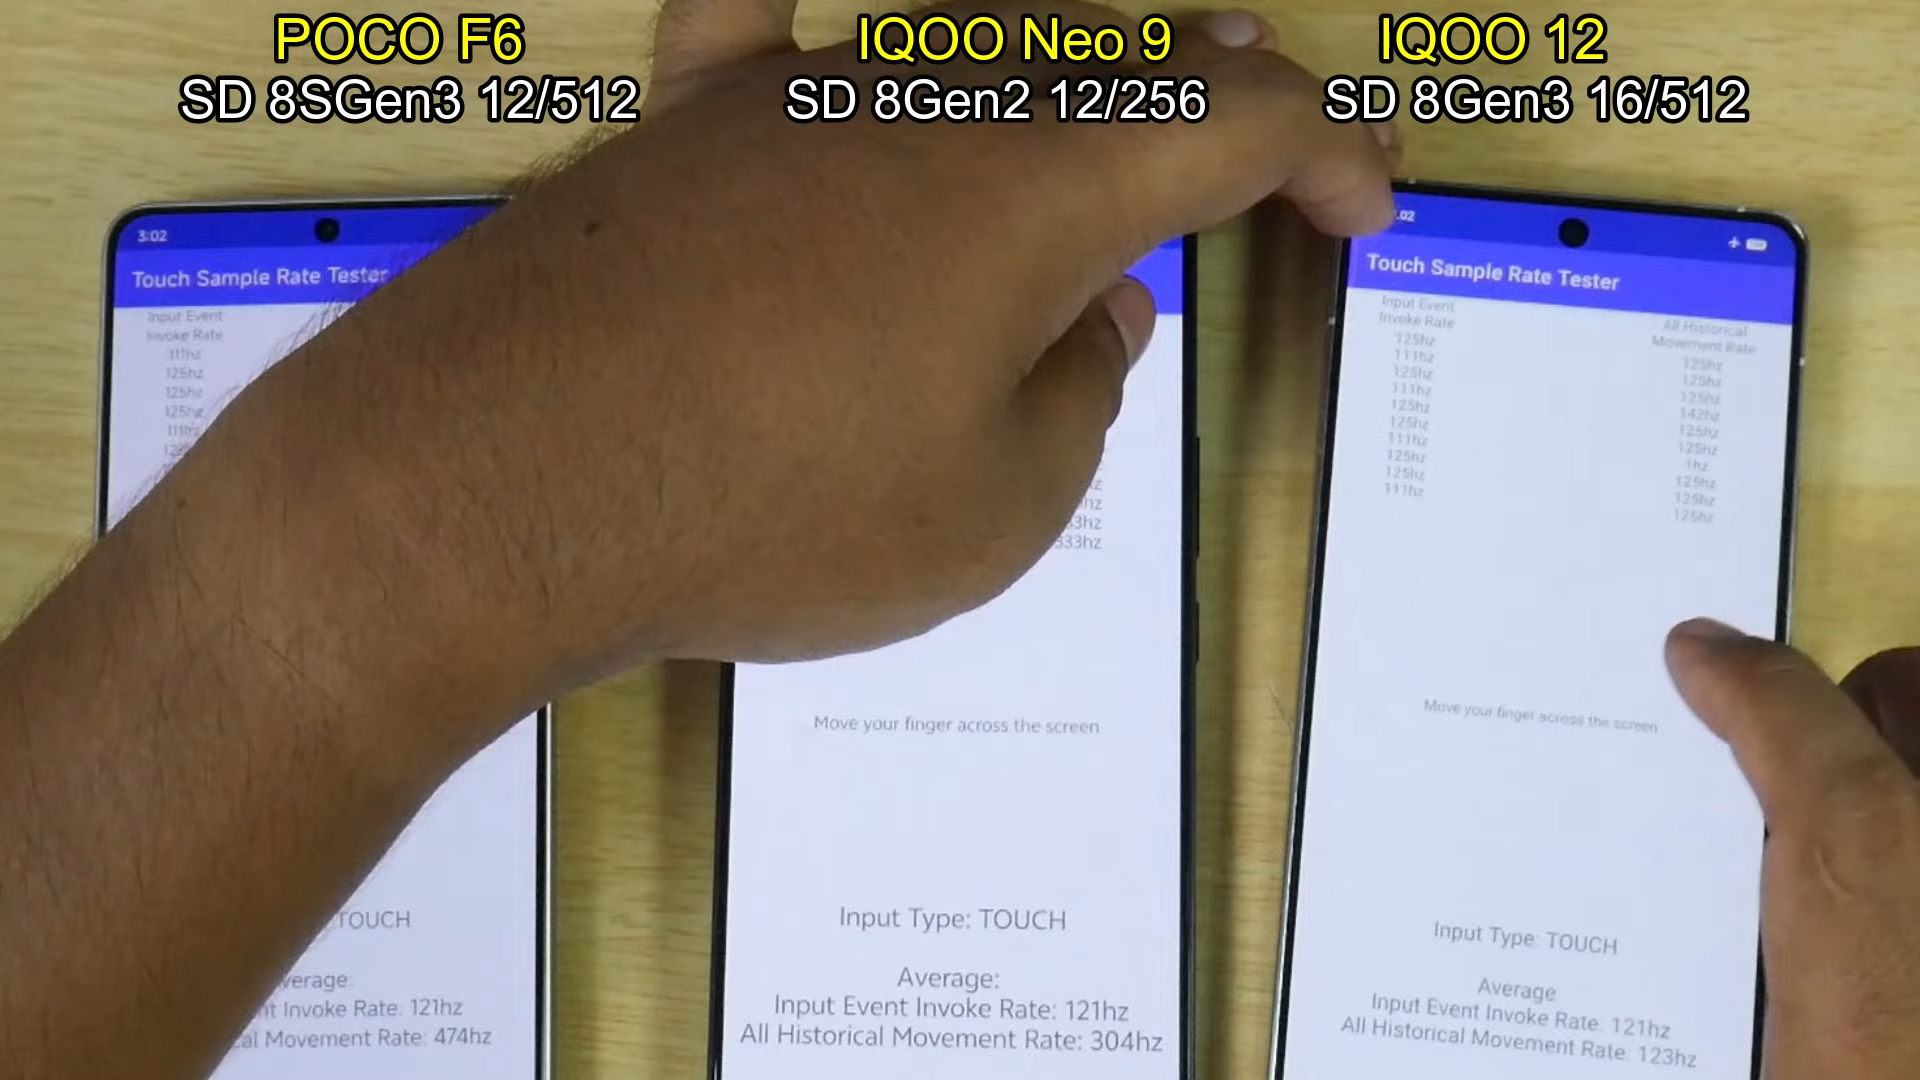 POCO F6
SD 8SGen3 12/512
IQOO Neo 9
SD 8Gen2 12/256
IQOO 12
SD 8Gen3 16/512
3:02
Touch Sample Rate Tester
Input Event
Invoke Rate
111hz
125hz
125hz
125hz
111hz
TOUCH
121hz
Movement Rate: 474hz
333hz
Move your finger across the screen
Input Type: TOUCH
Average:
Input Event Invoke Rate: 121hz
All Historical Movement Rate: 304hz
Touch Sample Rate Tester
Input Event
Invoke Rate
125hz
111hz
125hz
111hz
125hz
125hz
111hz
125hz
125hz
111hz
All Historical
Movement Rate
125hz
125hz
125hz
142hz
125hz
125hz
1hz
125hz
125hz
125hz
Move your finger across the screen
Input Type: TOUCH
Average
Input Event Invoke Rate: 121hz
All Historical Movement Rate: 123hz